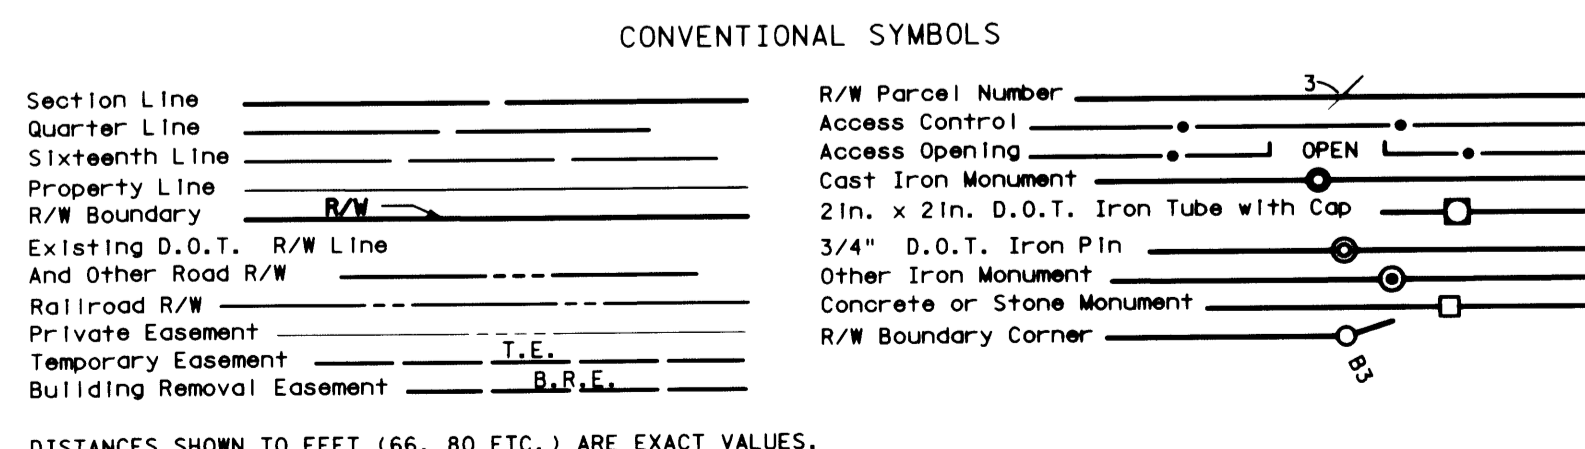 CONVENTIONAL SYMBOLS
Section Line
Quarter Line
Sixteenth Line
Property Line
R/W Boundary R/W
Existing D.O.T. R/W Line
And Other Road R/W
Railroad R/W
Private Easement
Temporary Easement T.E.
Building Removal Easement B.R.E.
R/W Parcel Number 3
Access Control
Access Opening OPEN
Cast Iron Monument
2in. x 2in. D.O.T. Iron Tube with Cap
3/4" D.O.T. Iron Pin
Other Iron Monument
Concrete or Stone Monument
R/W Boundary Corner
B3
DISTANCES SHOWN TO FEET (66, 80 ETC.) ARE EXACT VALUES.